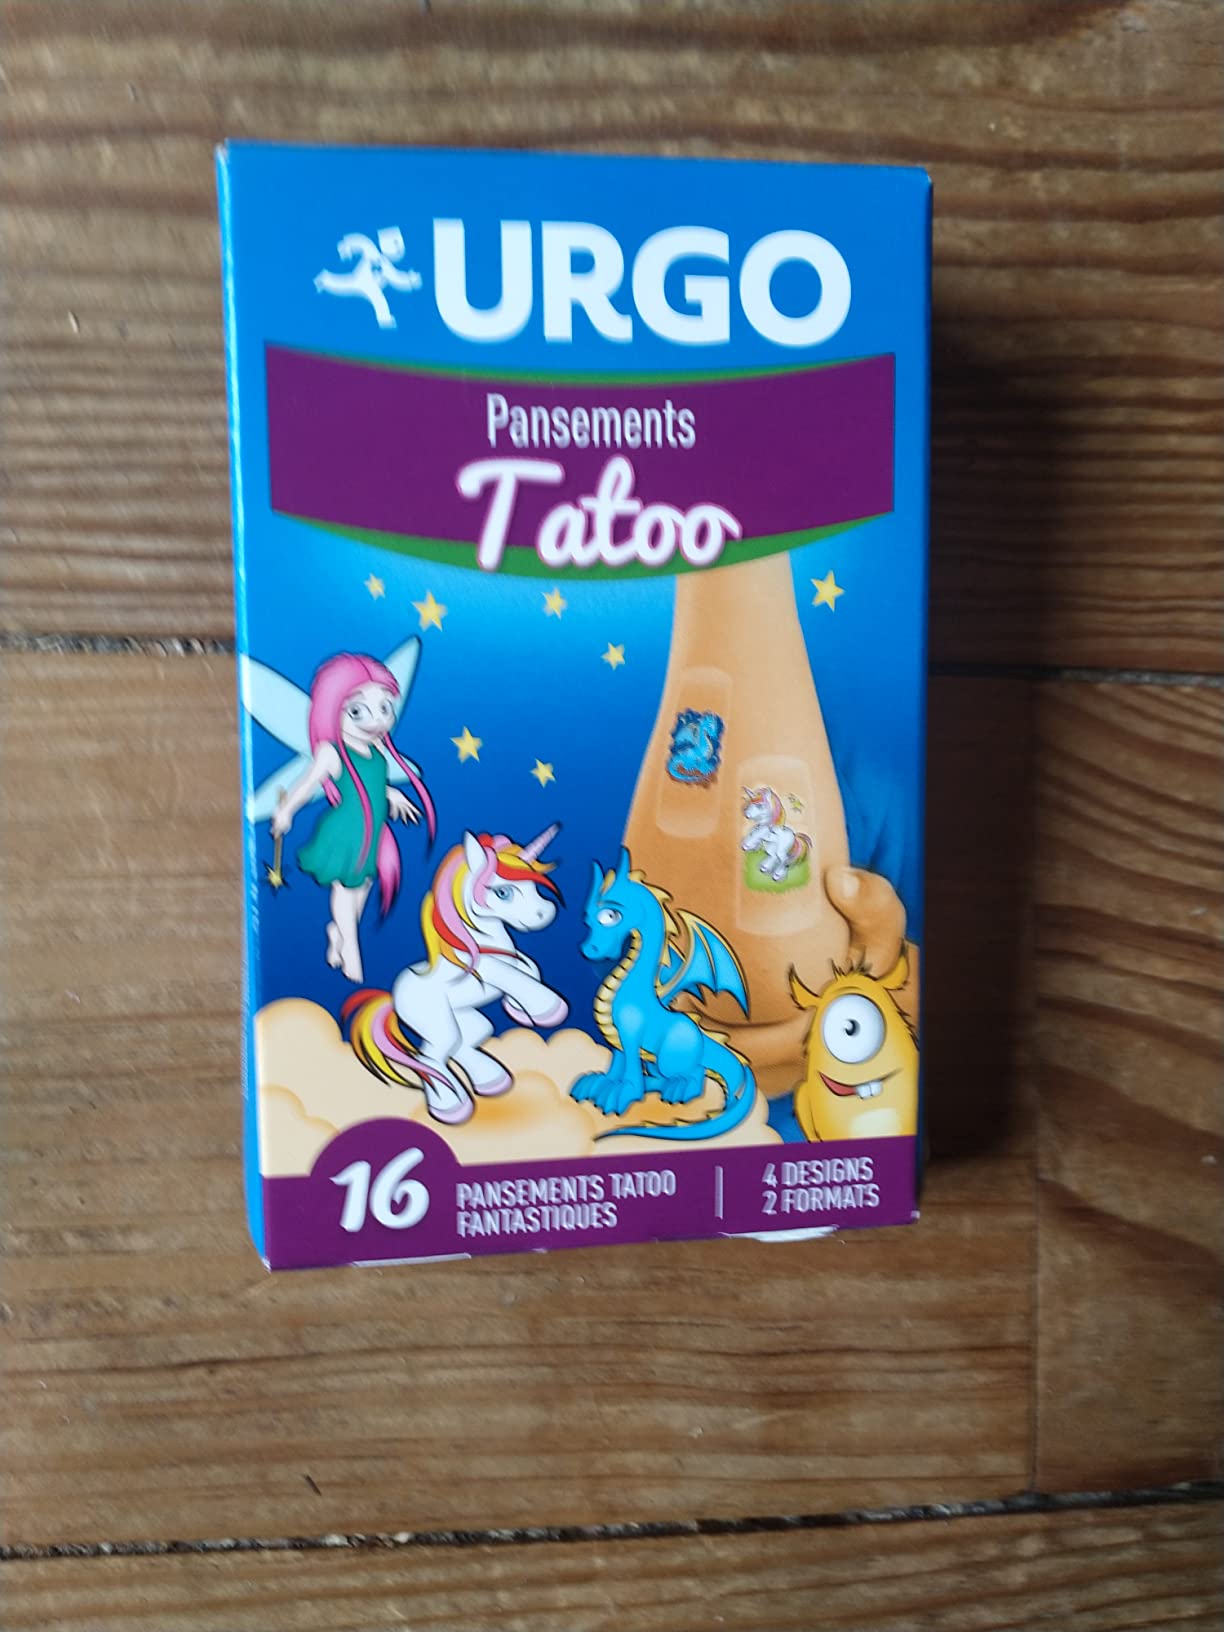 URGO
Pansements
Tatoo
16
PANSEMENTS TATOO
FANTASTIQUES
4 DESIGNS
2 FORMATS